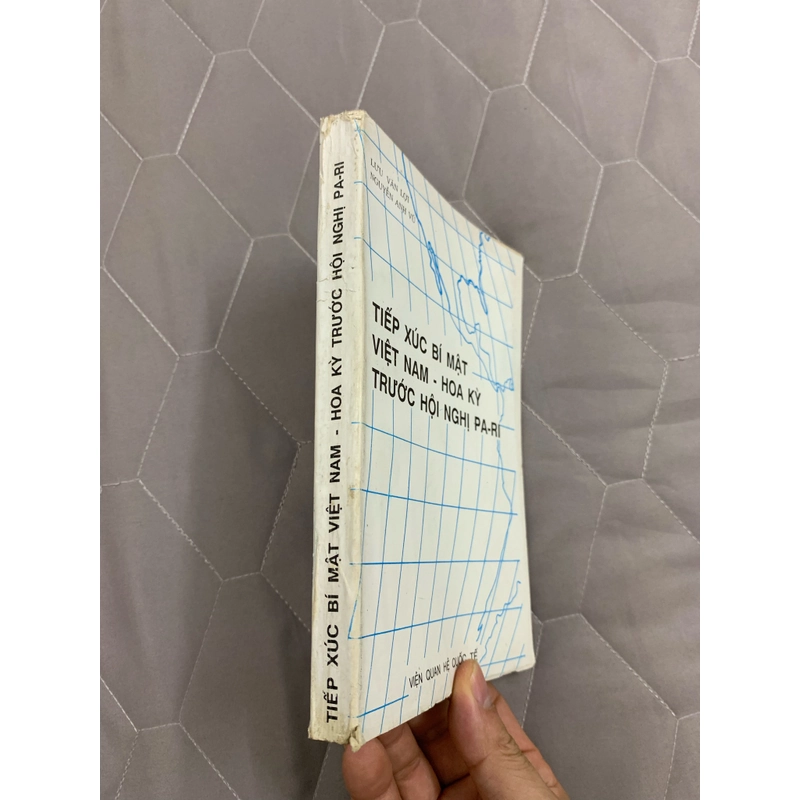 TIẾP XÚC BÍ MẬT VIỆT NAM - HOA KỲ TRƯỚC HỘI NGHỊ PA-RI
LƯU VĂN LỢI
NGUYỄN ANH VŨ
TIẾP XÚC BÍ MẬT
VIỆT NAM - HOA KỲ
TRƯỚC HỘI NGHỊ PA-RI
VIỆN QUAN HỆ QUỐC TẾ